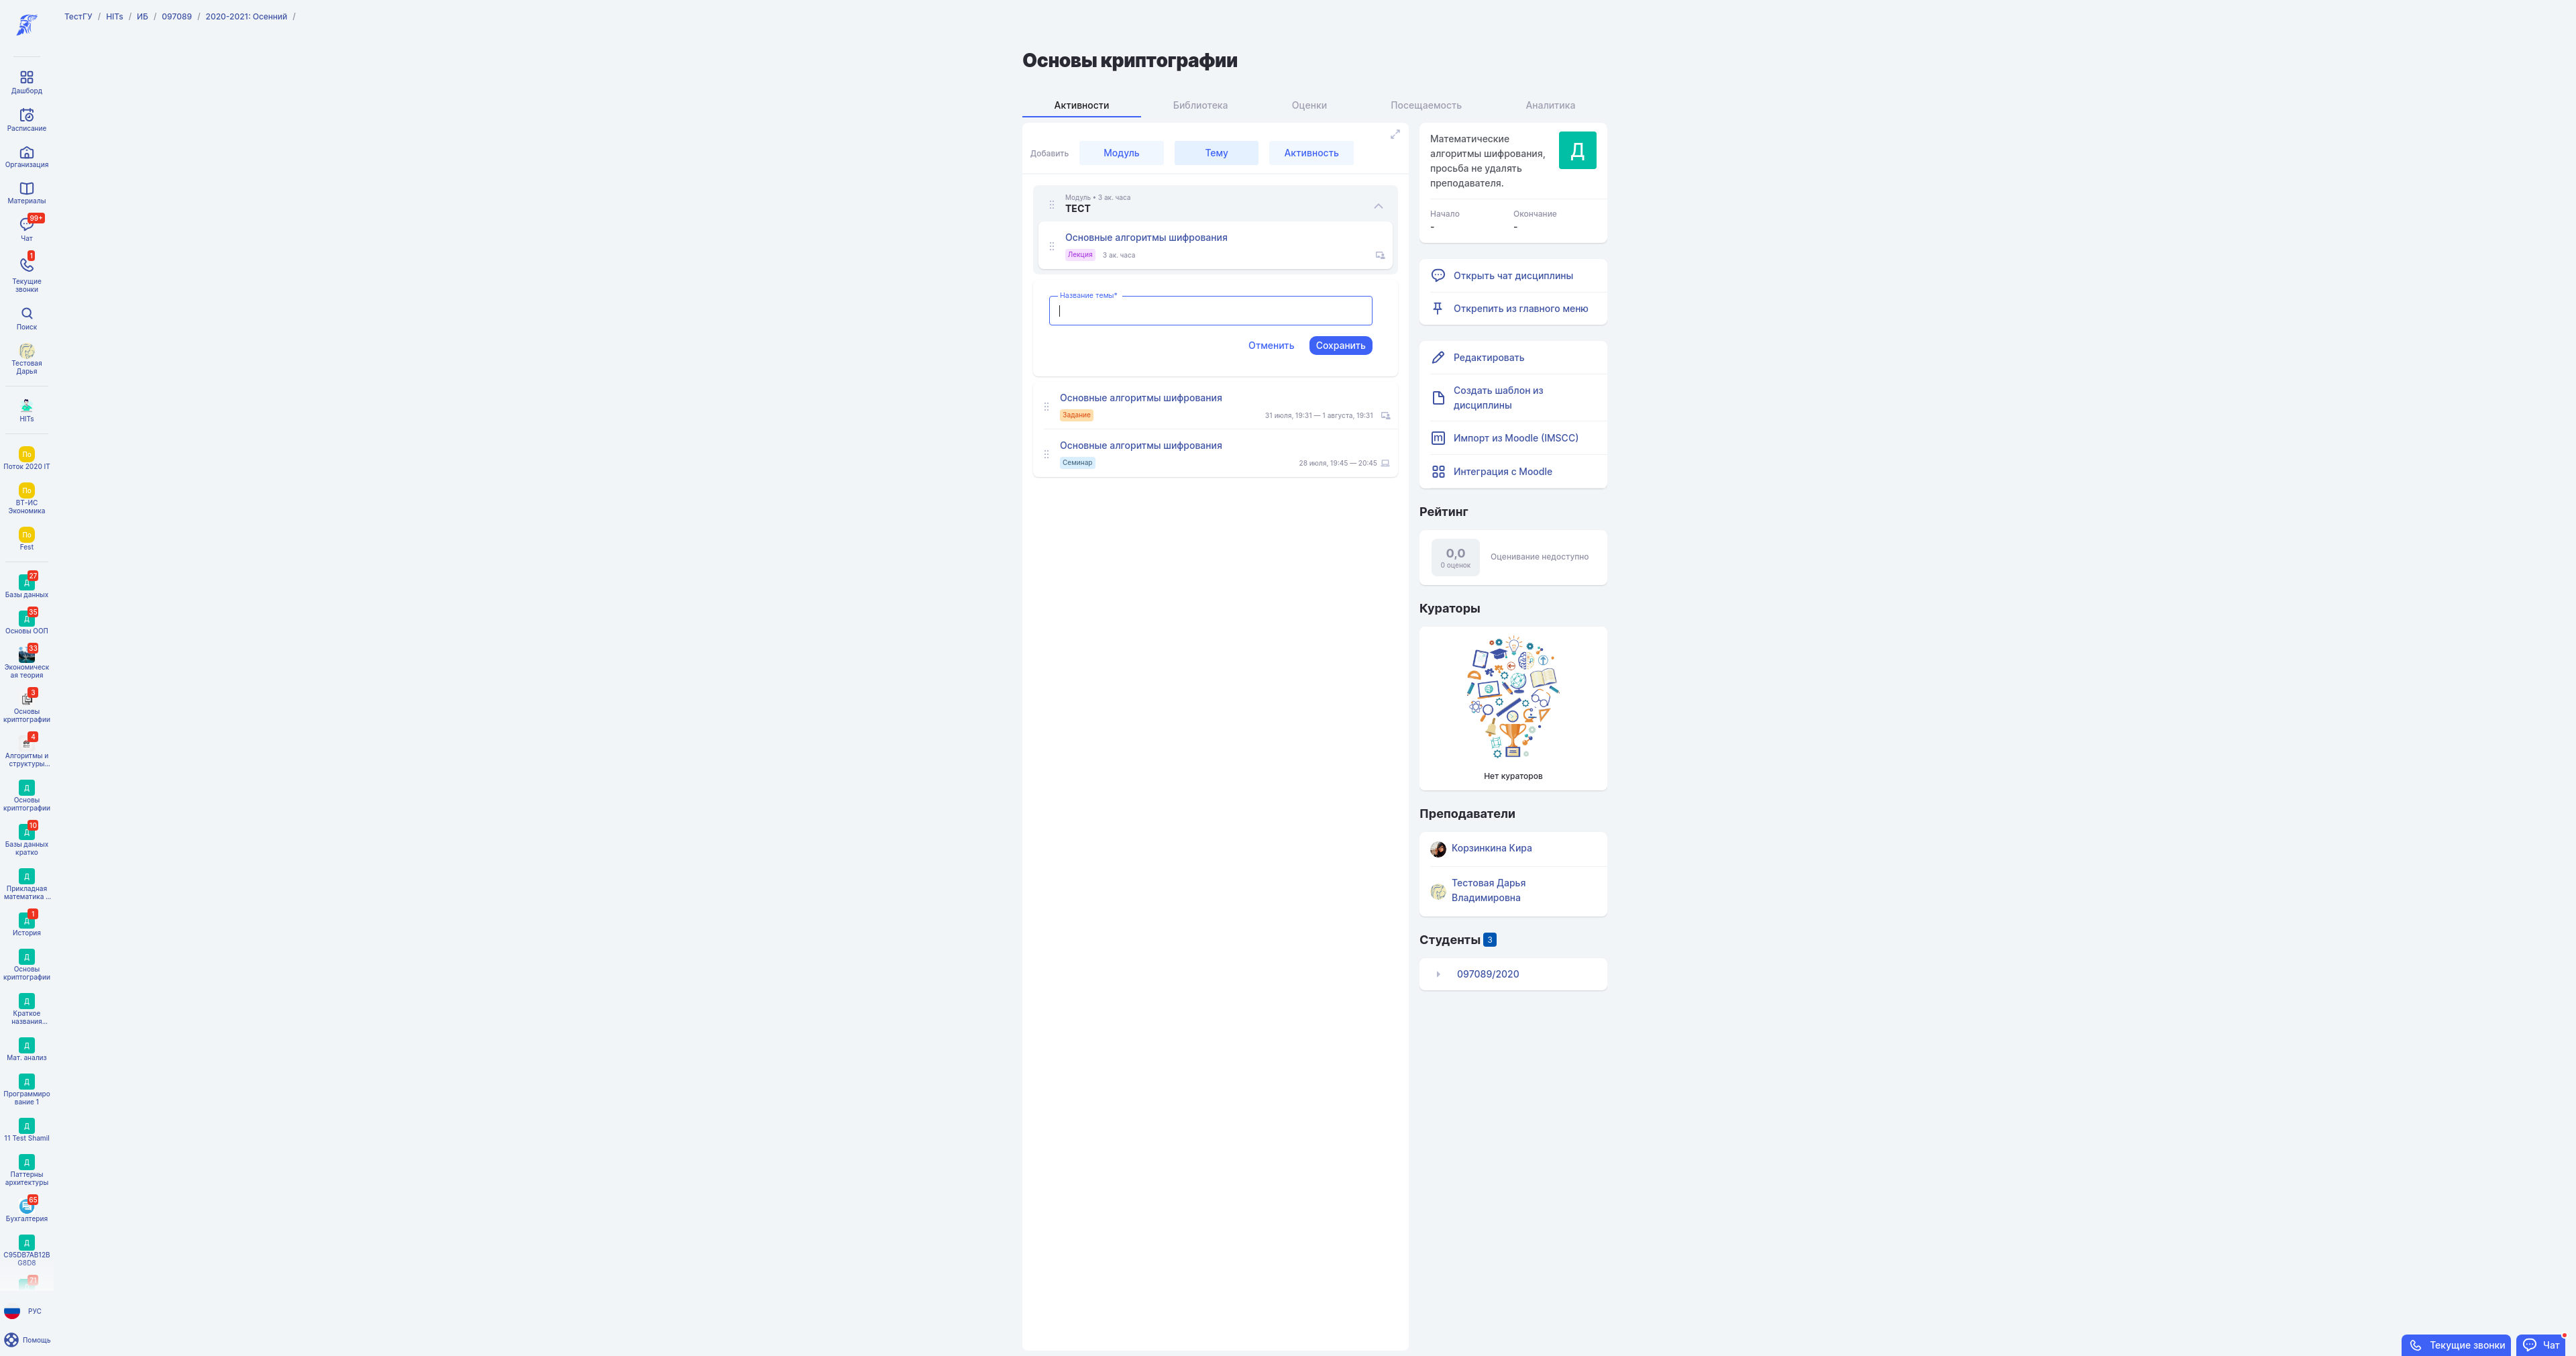 ТестГУ / HITs / ИБ / 097089 / 2020-2021: Осенний /
Дашборд
Расписание
Организация
Материалы
99+
Чат
1
Текущие
звонки
Поиск
Тестовая
Дарья
HITs
По
Поток 2020 IT
По
ВТ-ИС
Экономика
По
Fest
Д 27
Базы данных
Д 35
Основы ООП
33
Экономическ
ая теория
3
Основы
криптографии
4
Алгоритмы и
структуры...
Д
Основы
криптографии
Д 10
Базы данных
кратко
Д
Прикладная
математика ...
Д 1
История
Д
Основы
криптографии
Д
Краткое
названия...
Д
Мат. анализ
Д
Программиро
вание 1
Д
11 Test Shamil
Д
Паттерны
архитектуры
65
Бухгалтерия
Д
C95DB7AB12B
G8D8
РУС
Помощь
Основы криптографии
Активности
Библиотека
Оценки
Посещаемость
Аналитика
Добавить
Модуль
Тему
Активность
Модуль • 3 ак. часа
ТЕСТ
Основные алгоритмы шифрования
Лекция 3 ак. часа
Название темы*
Отменить
Сохранить
Основные алгоритмы шифрования
Задание
31 июля, 19:31 — 1 августа, 19:31
Основные алгоритмы шифрования
Семинар
28 июля, 19:45 — 20:45
Математические
алгоритмы шифрования,
просьба не удалять
преподавателя.
Д
Начало
Окончание
-
-
Открыть чат дисциплины
Открепить из главного меню
Редактировать
Создать шаблон из
дисциплины
Импорт из Moodle (IMSCC)
Интеграция с Moodle
Рейтинг
0,0
0 оценок
Оценивание недоступно
Кураторы
Нет кураторов
Преподаватели
Корзинкина Кира
Тестовая Дарья
Владимировна
Студенты 3
097089/2020
Текущие звонки
Чат